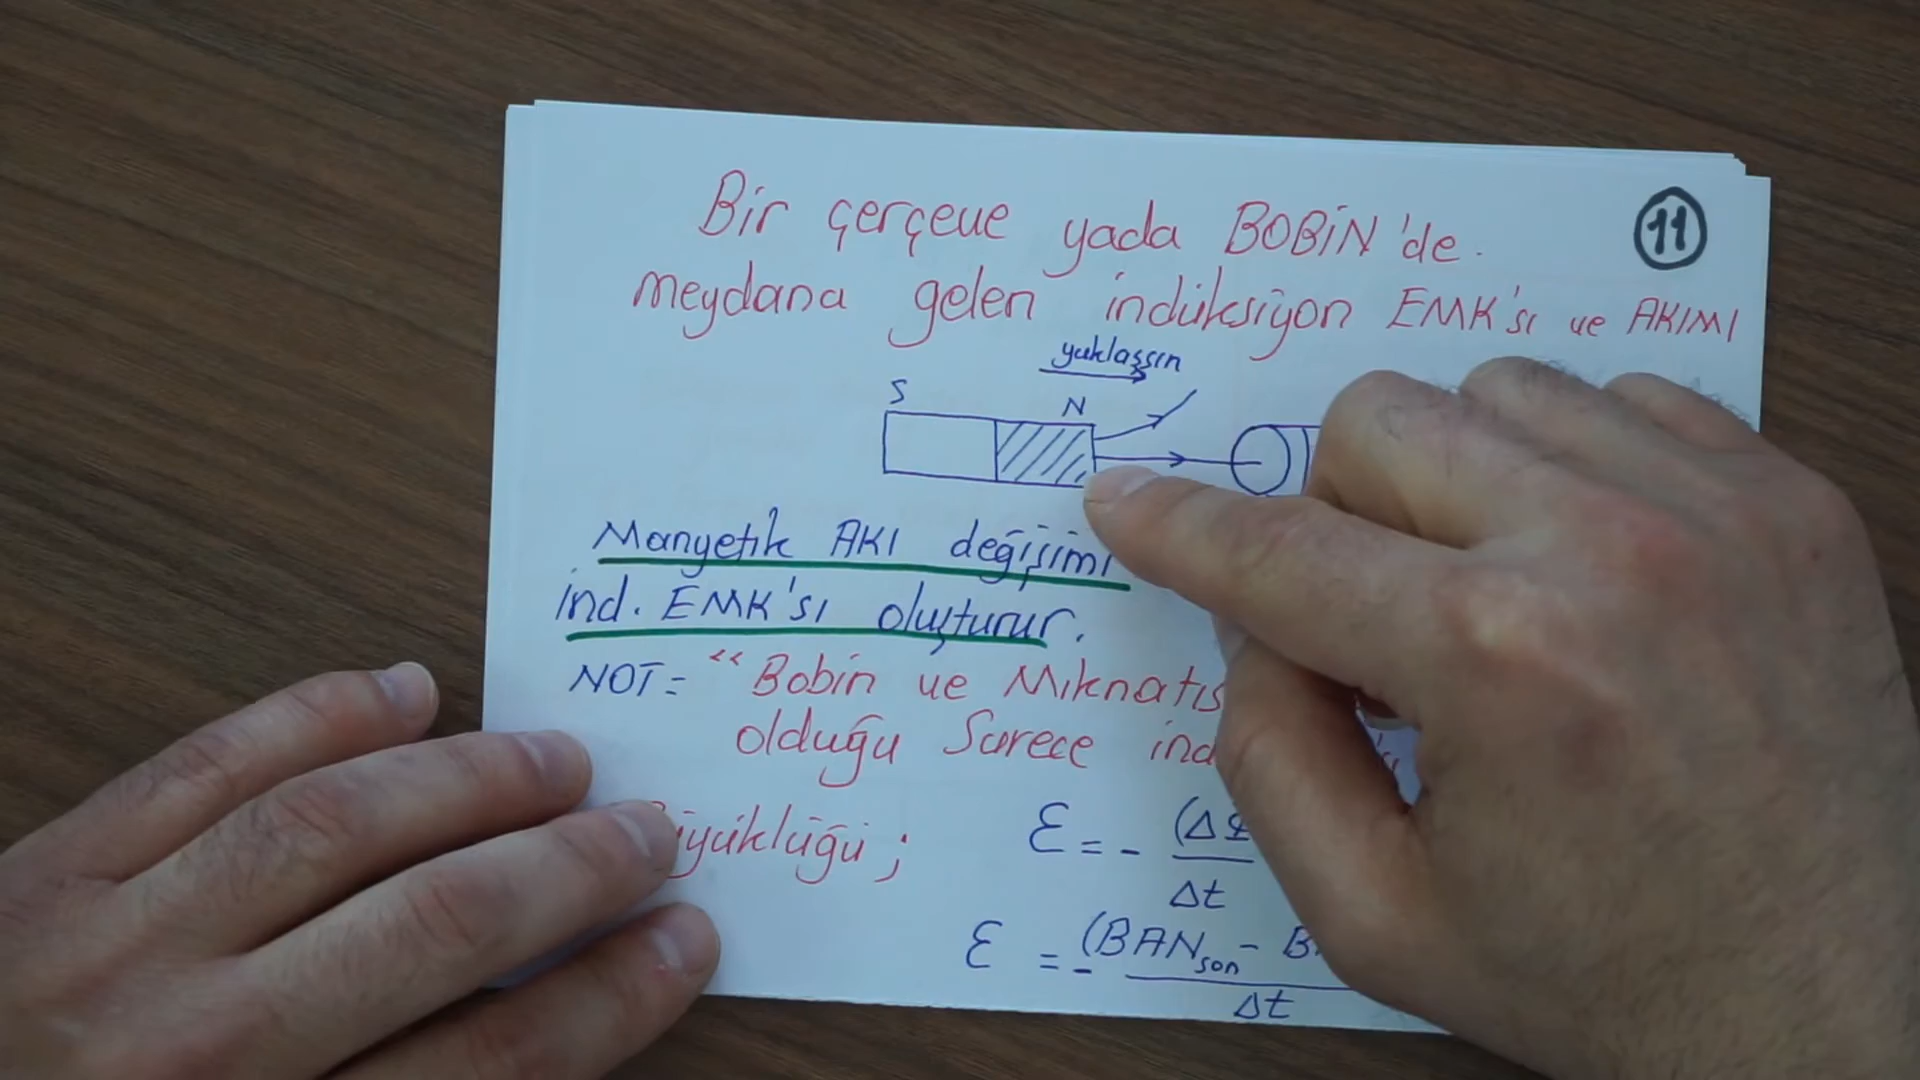 Bir çerçeve yada BOBİN'de.
11
meydana gelen indüksiyon EMK'sı ve AKIMI
yaklaşsın
S
N
Manyetik AKI değişimi
ind. EMK'sı oluşturur.
NOT= "Bobin ve Mıknatıs
olduğu Sürece ind
büyüklüğü;
Ɛ = - (ΔΦ
Δt
Ɛ = - (BAN son - B
Δt